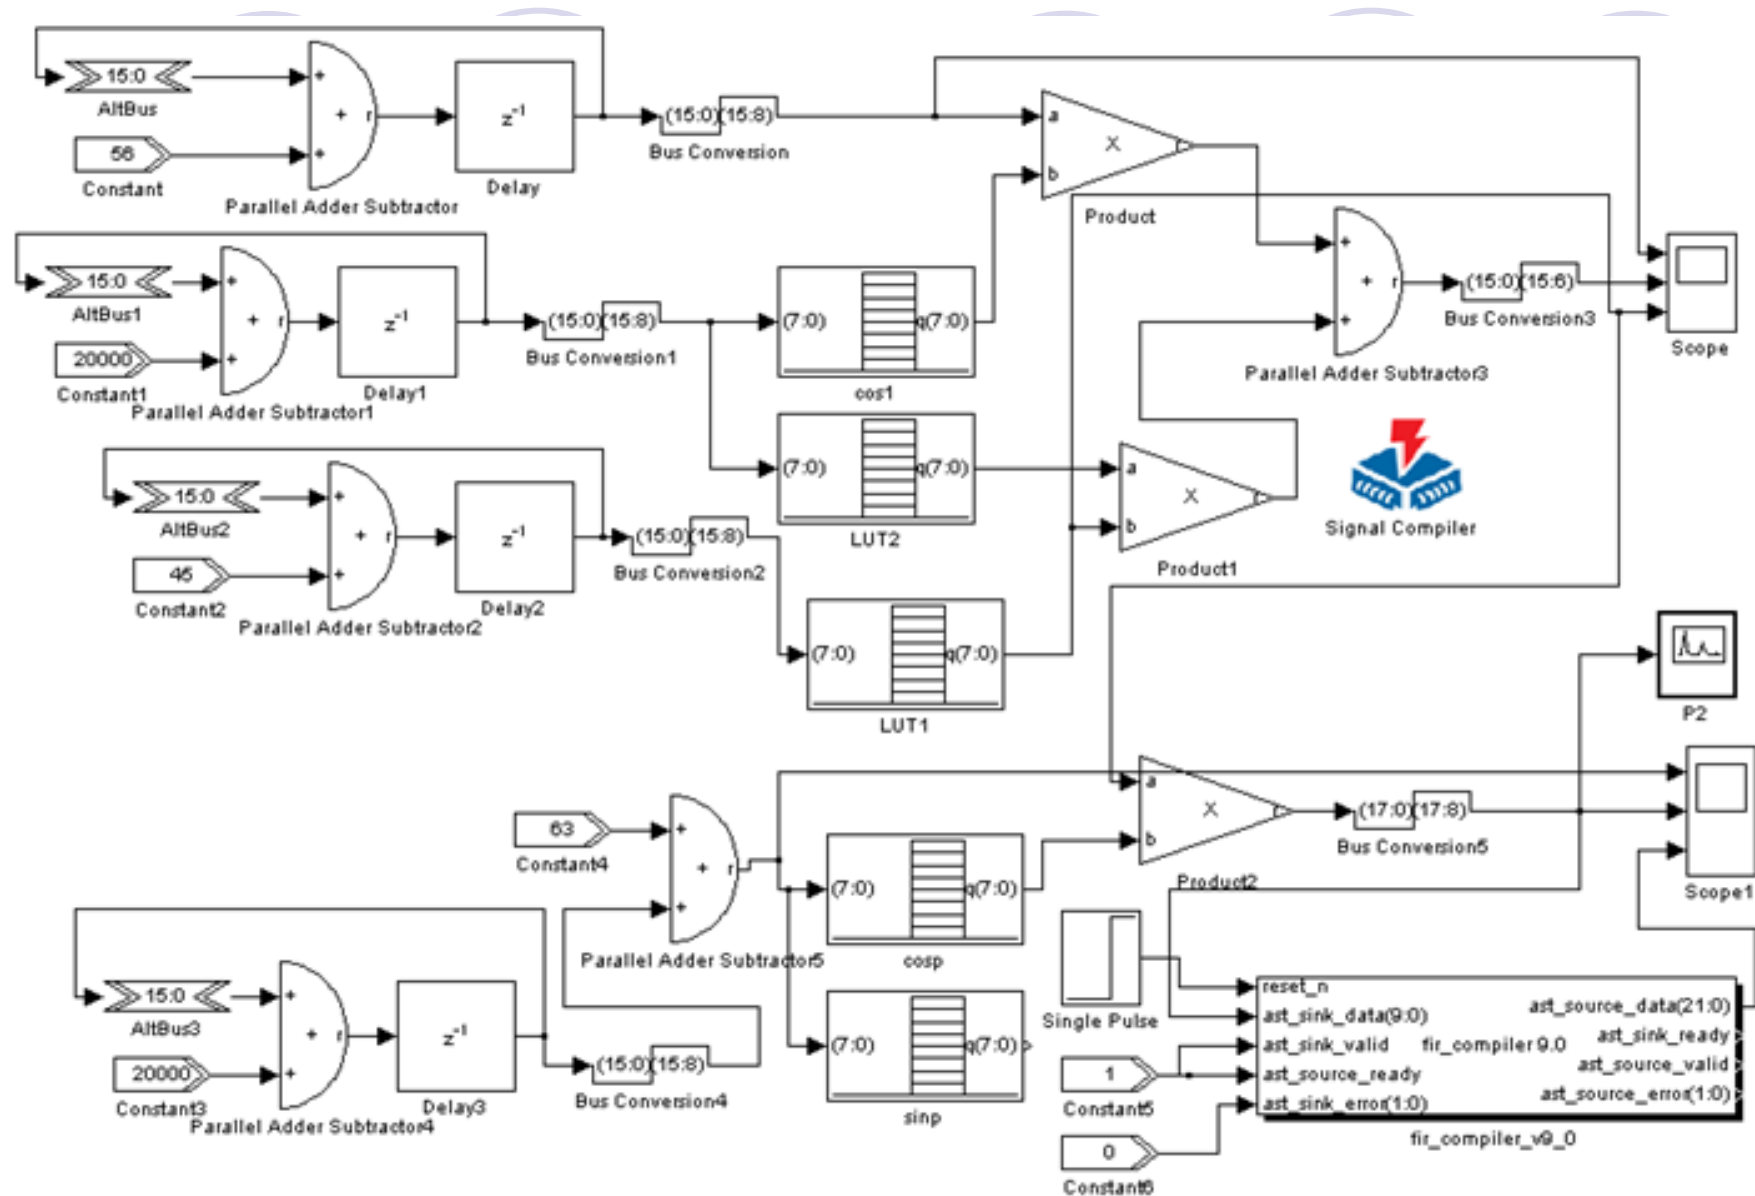 15:0
AltBus
56
Constant
+
+
+
r
Parallel Adder Subtractor
z-1
Delay
(15:0)(15:8)
Bus Conversion
a
b
X
Product
15:0
AltBus1
20000
Constant1
+
+
+
r
Parallel Adder Subtractor1
z-1
Delay1
(15:0)(15:8)
Bus Conversion1
(7:0)
q(7:0)
cos1
+
+
+
r
Parallel Adder Subtractor3
(15:0)(15:6)
Bus Conversion3
Scope
(7:0)
q(7:0)
LUT2
a
b
X
Product1
Signal Compiler
15:0
AltBus2
Constant2
+
+
+
r
Parallel Adder Subtractor2
z-1
Delay2
(15:0)(15:8)
Bus Conversion2
(7:0)
q(7:0)
LUT1
P2
63
Constant4
+
+
+
r
Parallel Adder Subtractor5
a
b
X
Product2
(17:0)(17:8)
Bus Conversion5
Scope1
(7:0)
q(7:0)
cosp
15:0
AltBus3
20000
Constant3
+
+
+
r
Parallel Adder Subtractor4
z-1
Delay3
(15:0)(15:8)
Bus Conversion4
(7:0)
q(7:0)
sinp
Single Pulse
1
Constant5
0
Constant6
reset_n
ast_sink_data(9:0)
ast_sink_valid
ast_source_ready
ast_sink_error(1:0)
fir_compiler 9.0
ast_source_data(21:0)
ast_sink_ready
ast_source_valid
ast_source_error(1:0)
fir_compiler_v9_0